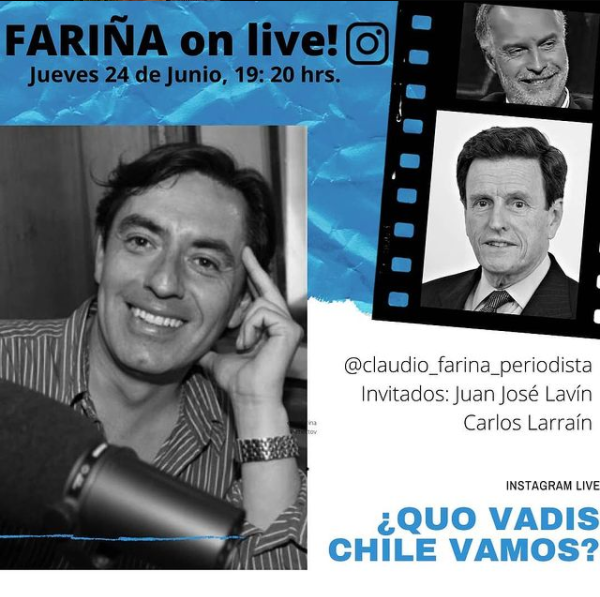 FARIÑA on live!
Jueves 24 de Junio, 19: 20 hrs.
@claudio_farina_periodista
Invitados: Juan José Lavín
Carlos Larraín
INSTAGRAM LIVE
¿QUO VADIS
CHILE VAMOS?